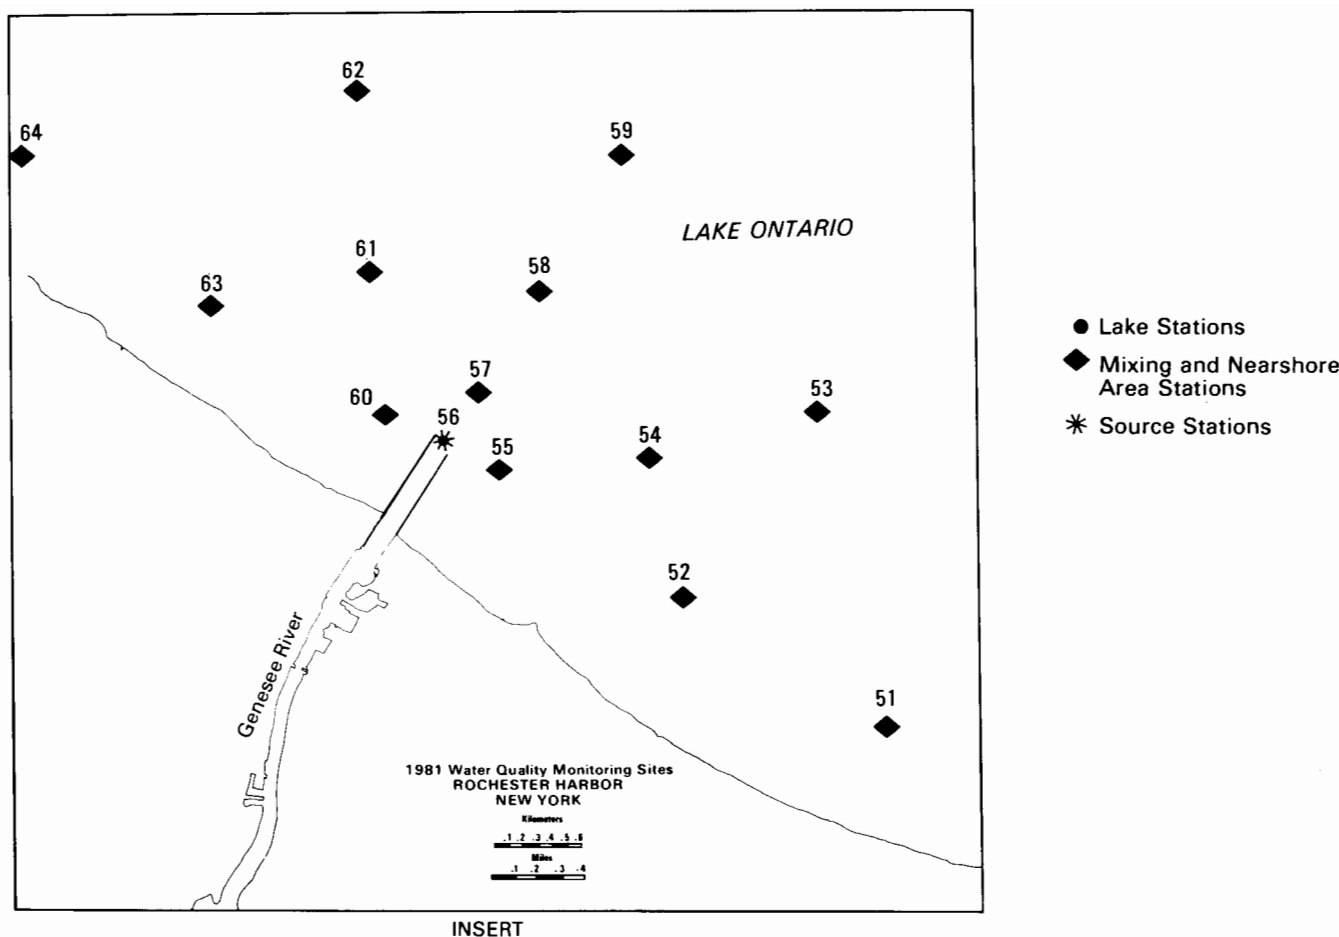 62
64
59
LAKE ONTARIO
61
58
63
Lake Stations
57
Mixing and Nearshore
Area Stations
53
60
56
Source Stations
54
55
52
Genesee River
51
1981 Water Quality Monitoring Sites
ROCHESTER HARBOR
NEW YORK
Kilometers
.1 .2 .3 .4 .5 .6
Miles
.1 .2 .3 .4
INSERT